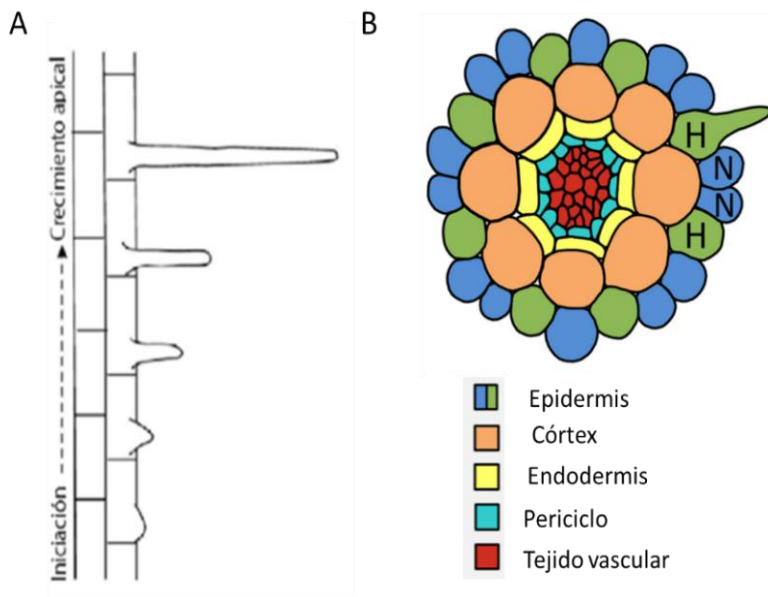 A
Iniciación
Crecimiento apical
B
H
N
N
H
Epidermis
Córtex
Endodermis
Periciclo
Tejido vascular